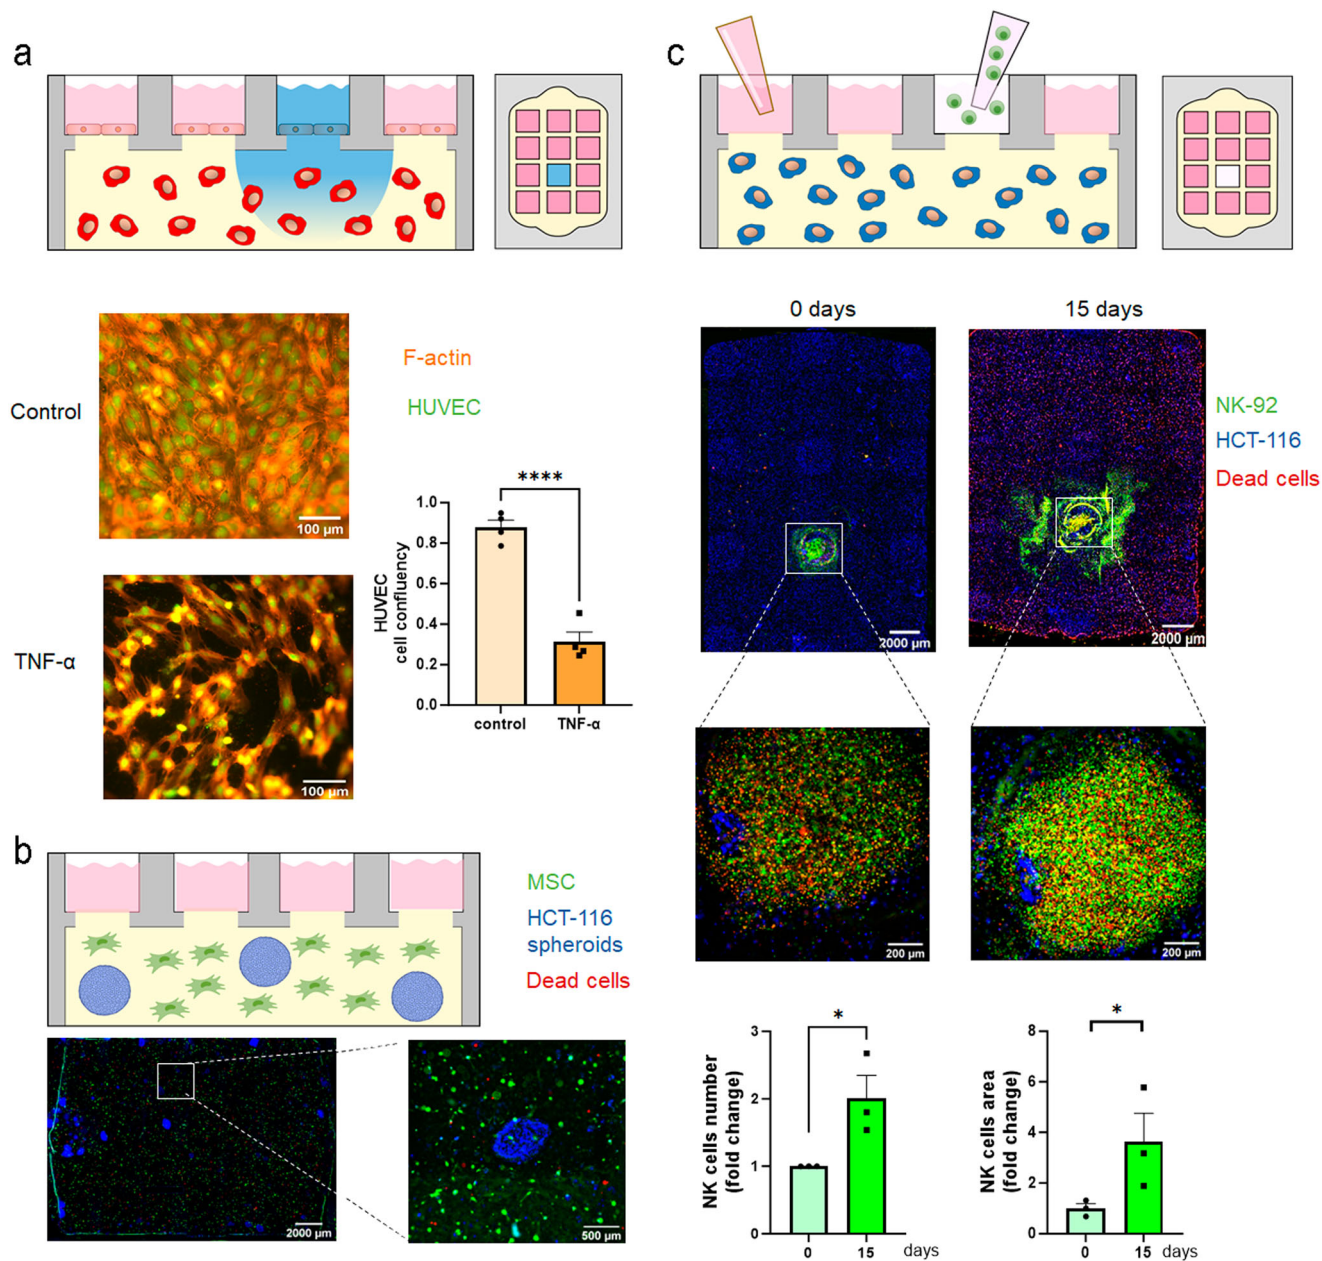 a
Control
100 µm
F-actin
HUVEC
TNF-α
100 µm
****
HUVEC
cell confluency
1.0
0.8
0.6
0.4
0.2
0.0
control
TNF-α
b
MSC
HCT-116
spheroids
Dead cells
2000 µm
500 µm
c
0 days
15 days
NK-92
HCT-116
Dead cells
2000 µm
2000 µm
200 µm
200 µm
*
NK cells number
(fold change)
3
2
1
0
0
15
days
*
NK cells area
(fold change)
8
6
4
2
0
0
15
days